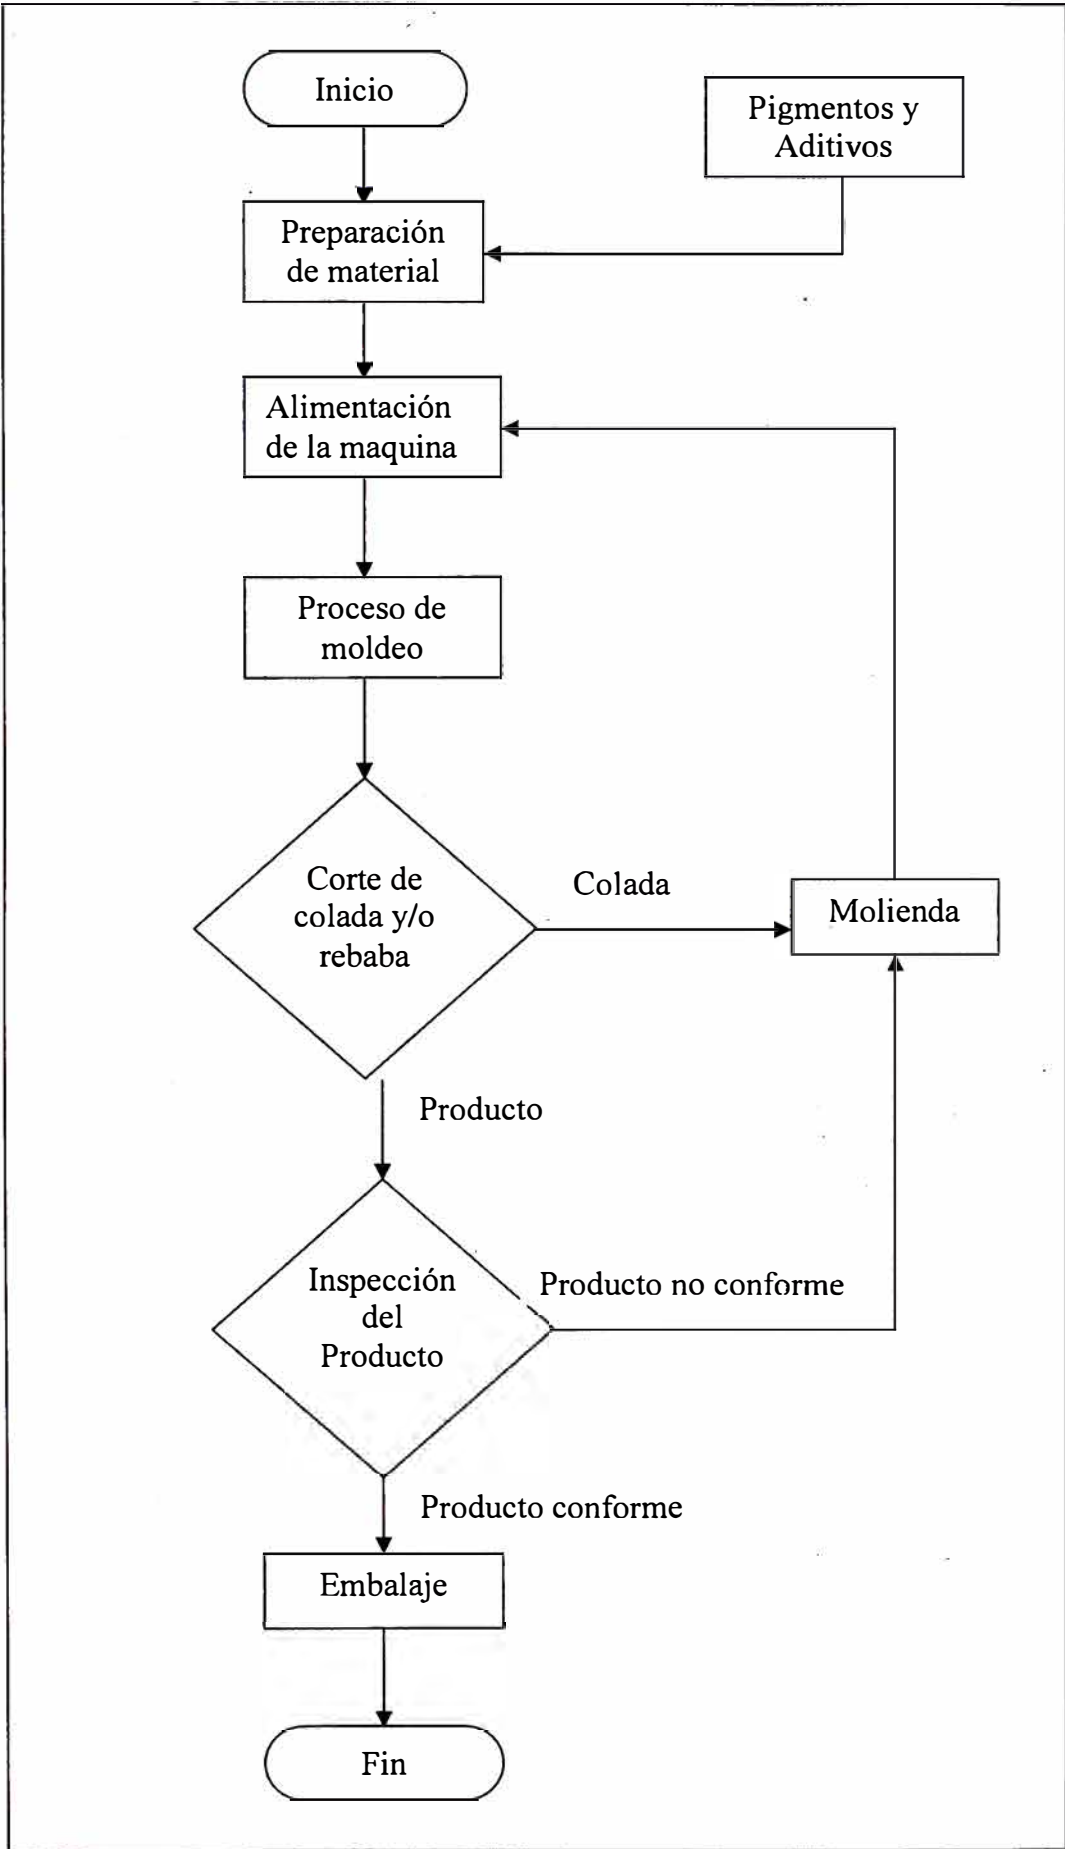 Inicio
Pigmentos y
Aditivos
Preparación
de material
Alimentación
de la maquina
Proceso de
moldeo
Corte de
colada y/o
rebaba
Colada
Molienda
Producto
Inspección
del
Producto
Producto no conforme
Producto conforme
Embalaje
Fin